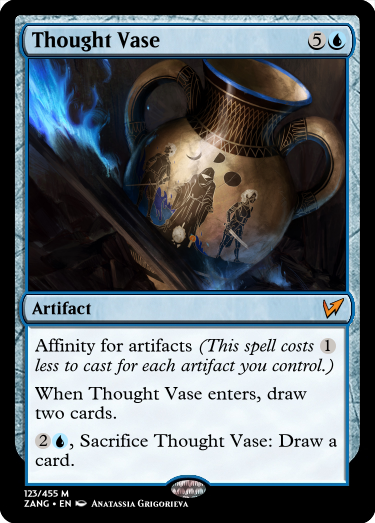 Thought Vase 5
Artifact
Affinity for artifacts (This spell costs 1
less to cast for each artifact you control.)
When Thought Vase enters, draw
two cards.
2, Sacrifice Thought Vase: Draw a
card.
123/455 M
ZANG • EN Anatassia Grigorieva